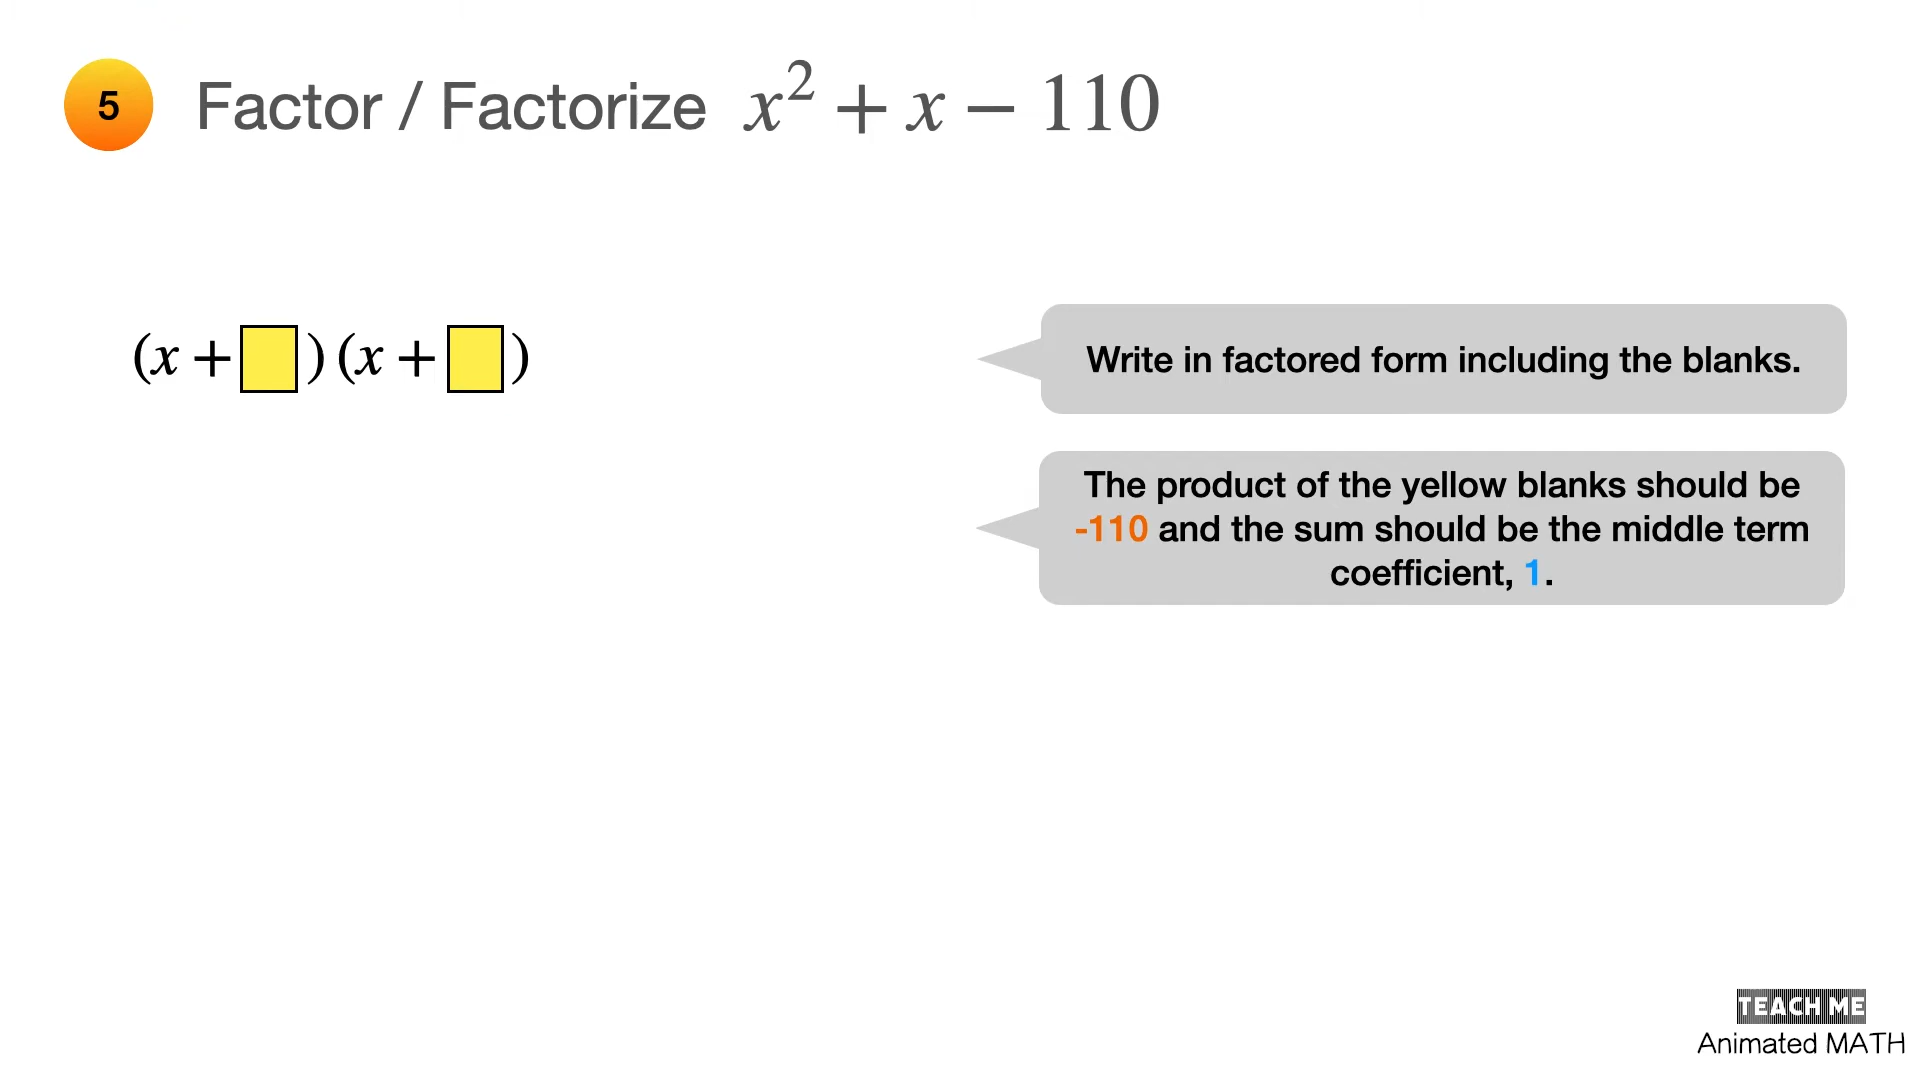 5
Factor / Factorize x² + x − 110
(x + ) (x + )
Write in factored form including the blanks.
The product of the yellow blanks should be
-110 and the sum should be the middle term
coefficient, 1.
TEACH ME
Animated MATH